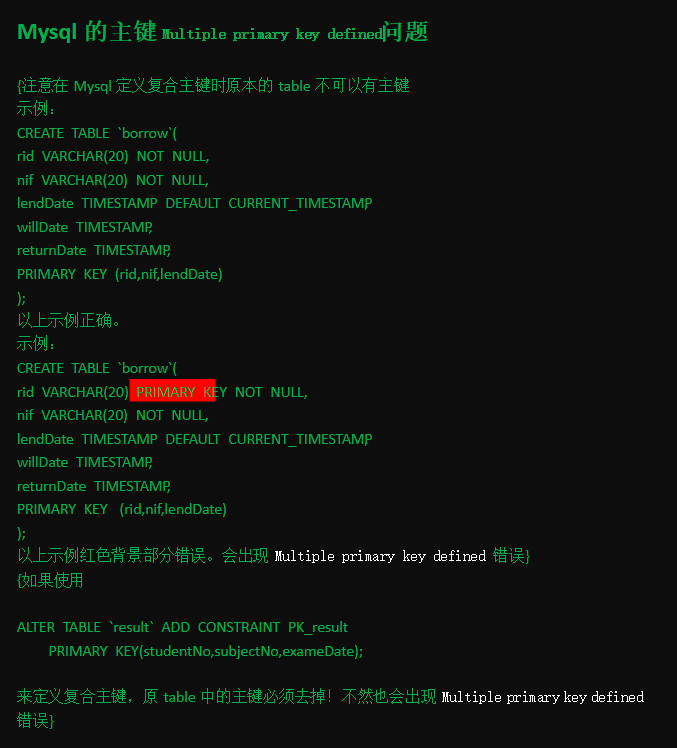 Mysql 的主键 Multiple primary key defined问题
{注意在 Mysql 定义复合主键时原本的 table 不可以有主键
示例：
CREATE TABLE `borrow`(
rid VARCHAR(20) NOT NULL,
nif VARCHAR(20) NOT NULL,
lendDate TIMESTAMP DEFAULT CURRENT_TIMESTAMP,
willDate TIMESTAMP,
returnDate TIMESTAMP,
PRIMARY KEY (rid,nif,lendDate)
);
以上示例正确。
示例：
CREATE TABLE `borrow`(
rid VARCHAR(20) PRIMARY KEY NOT NULL,
nif VARCHAR(20) NOT NULL,
lendDate TIMESTAMP DEFAULT CURRENT_TIMESTAMP,
willDate TIMESTAMP,
returnDate TIMESTAMP,
PRIMARY KEY (rid,nif,lendDate)
);
以上示例红色背景部分错误。会出现 Multiple primary key defined 错误}
{如果使用
ALTER TABLE `result` ADD CONSTRAINT PK_result
PRIMARY KEY(studentNo,subjectNo,exameDate);
来定义复合主键，原 table 中的主键必须去掉！不然也会出现 Multiple primary key defined
错误}